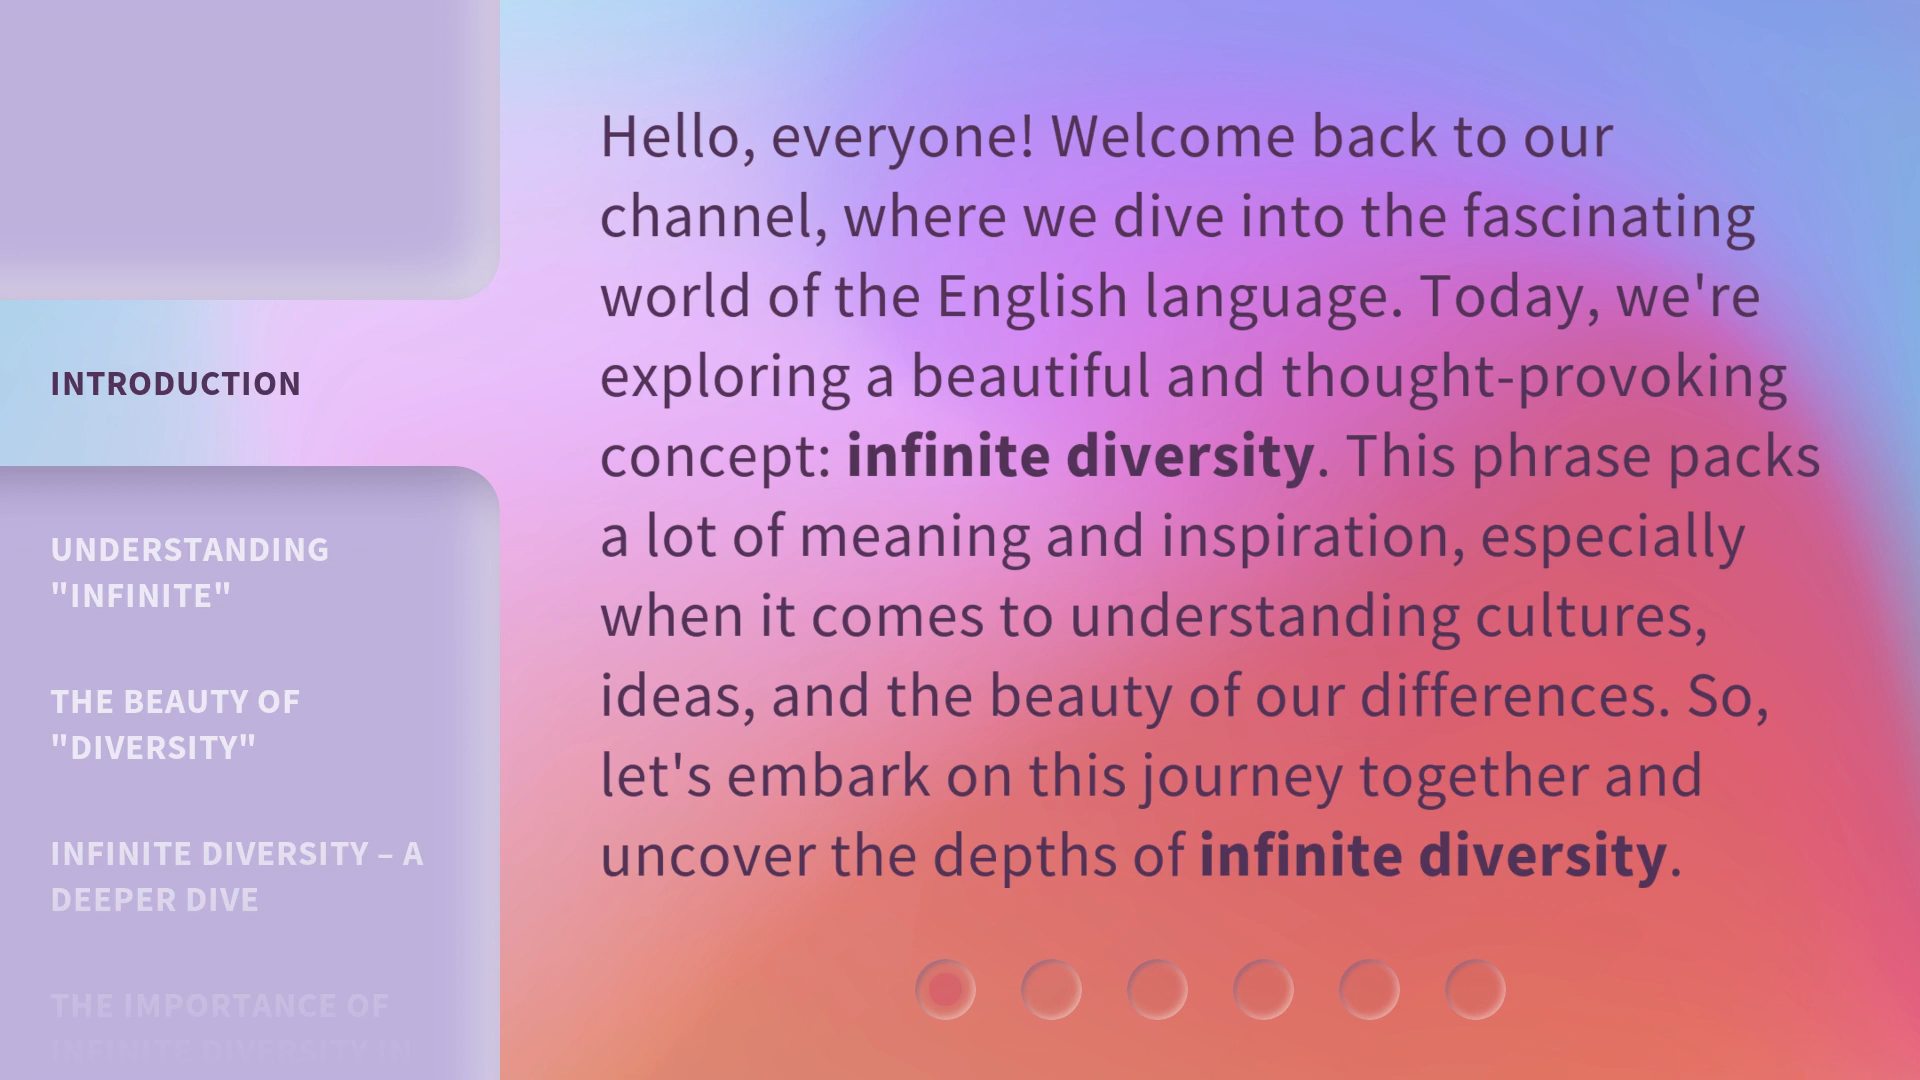 INTRODUCTION
UNDERSTANDING
"INFINITE"
THE BEAUTY OF
"DIVERSITY"
INFINITE DIVERSITY – A
DEEPER DIVE
THE IMPORTANCE OF
INFINITE DIVERSITY IN
Hello, everyone! Welcome back to our
channel, where we dive into the fascinating
world of the English language. Today, we're
exploring a beautiful and thought-provoking
concept: infinite diversity. This phrase packs
a lot of meaning and inspiration, especially
when it comes to understanding cultures,
ideas, and the beauty of our differences. So,
let's embark on this journey together and
uncover the depths of infinite diversity.